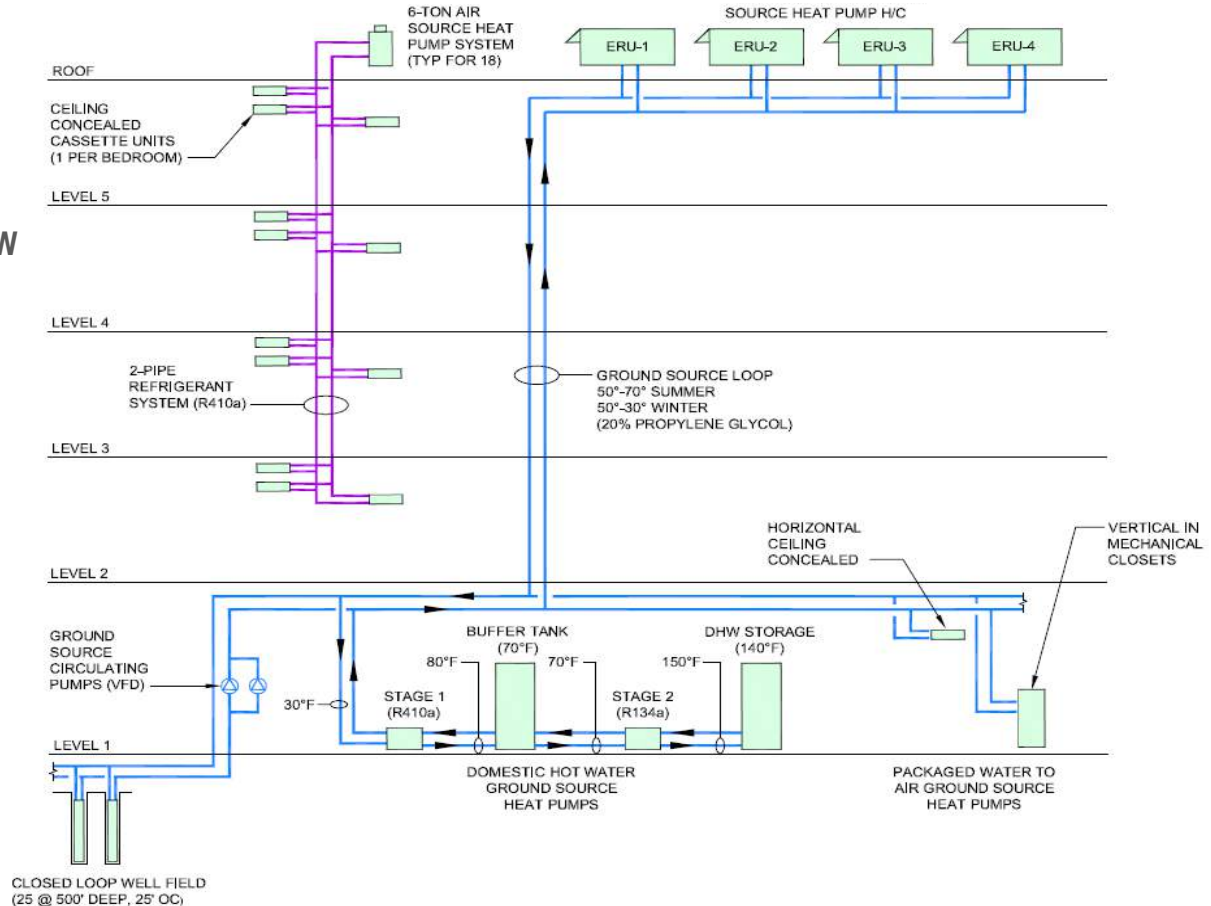 6-TON AIR
SOURCE HEAT
PUMP SYSTEM
(TYP FOR 18)
SOURCE HEAT PUMP H/C
ERU-1
ERU-2
ERU-3
ERU-4
ROOF
CEILING
CONCEALED
CASSETTE UNITS
(1 PER BEDROOM)
LEVEL 5
W
LEVEL 4
2-PIPE
REFRIGERANT
SYSTEM (R410a)
GROUND SOURCE LOOP
50°-70° SUMMER
50°-30° WINTER
(20% PROPYLENE GLYCOL)
LEVEL 3
HORIZONTAL
CEILING
CONCEALED
VERTICAL IN
MECHANICAL
CLOSETS
LEVEL 2
GROUND
SOURCE
CIRCULATING
PUMPS (VFD)
BUFFER TANK
(70°F)
DHW STORAGE
(140°F)
80°F
70°F
150°F
30°F
STAGE 1
(R410a)
STAGE 2
(R134a)
LEVEL 1
DOMESTIC HOT WATER
GROUND SOURCE
HEAT PUMPS
PACKAGED WATER TO
AIR GROUND SOURCE
HEAT PUMPS
CLOSED LOOP WELL FIELD
(25 @ 500' DEEP, 25' OC)